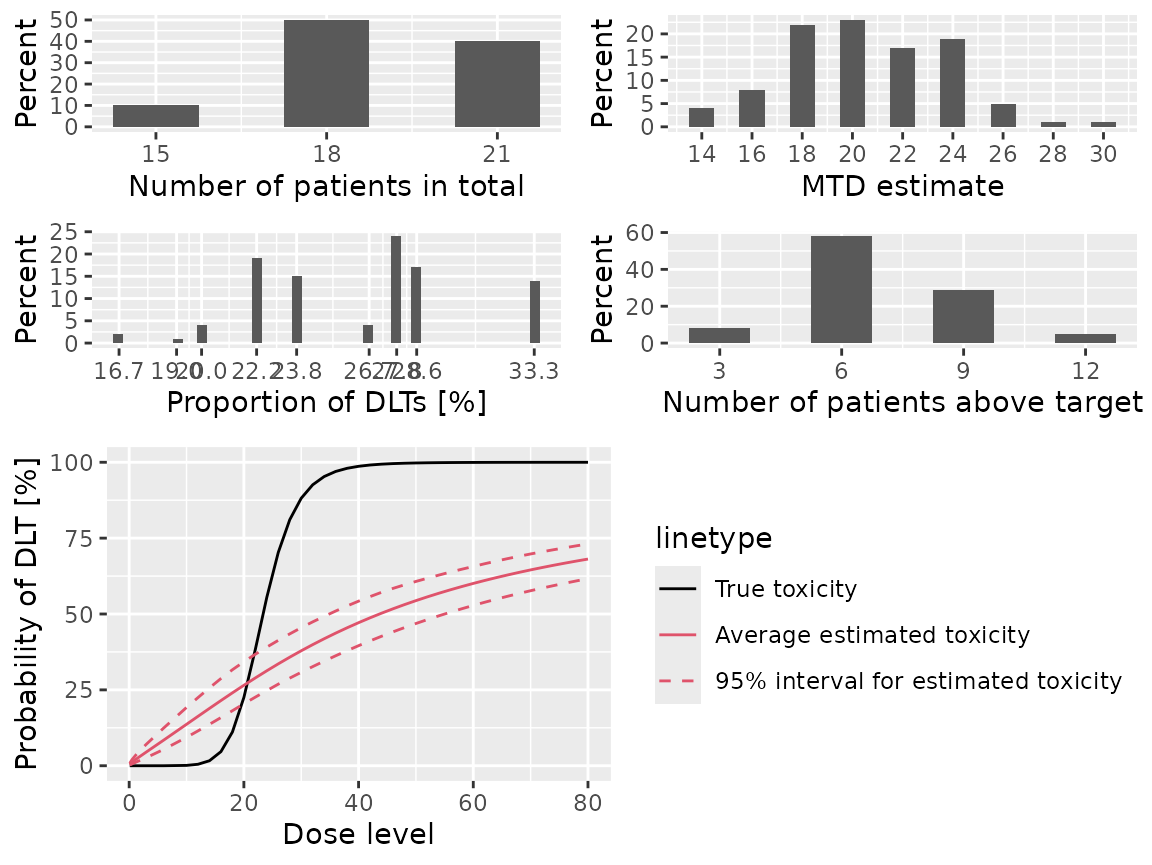 Percent
50
40
30
20
10
0
15 18 21
Number of patients in total
Percent
20
15
10
5
0
14 16 18 20 22 24 26 28 30
MTD estimate
Percent
25
20
15
10
5
0
16.7 20.0 22.2 23.8 33.3
Proportion of DLTs [%]
Percent
60
40
20
0
3 6 9 12
Number of patients above target
Probability of DLT [%]
100
75
50
25
0
0 20 40 60 80
Dose level
linetype
True toxicity
Average estimated toxicity
95% interval for estimated toxicity